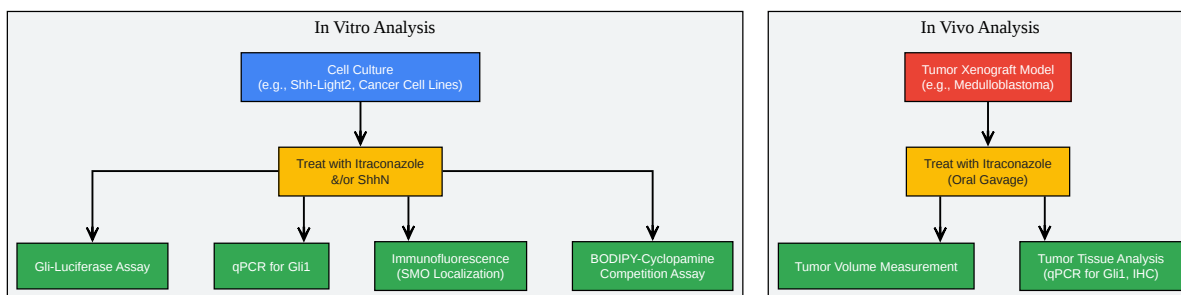 In Vitro Analysis
Cell Culture
(e.g., Shh-Light2, Cancer Cell Lines)
Treat with Itraconazole
&/or ShhN
Gli-Luciferase Assay
qPCR for Gli1
Immunofluorescence
(SMO Localization)
BODIPY-Cyclopamine
Competition Assay
In Vivo Analysis
Tumor Xenograft Model
(e.g., Medulloblastoma)
Treat with Itraconazole
(Oral Gavage)
Tumor Volume Measurement
Tumor Tissue Analysis
(qPCR for Gli1, IHC)